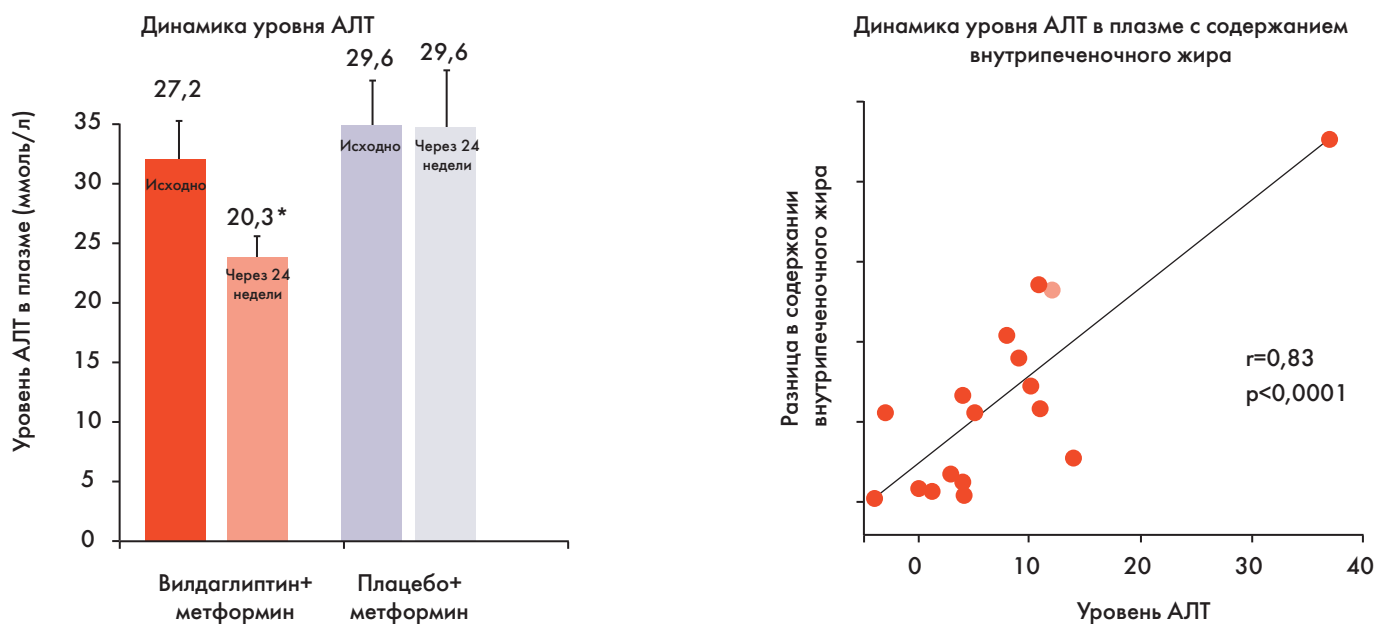 Динамика уровня АЛТ
Уровень АЛТ в плазме (ммоль/л)
35
30
25
20
15
10
5
0
27,2
Исходно
20,3*
Через 24
недели
29,6
Исходно
29,6
Через 24
недели
Вилдаглиптин+
метформин
Плацебо+
метформин
Динамика уровня АЛТ в плазме с содержанием
внутрипеченочного жира
Разница в содержании
внутрипеченочного жира
r=0,83
p<0,0001
0
10
20
30
40
Уровень АЛТ